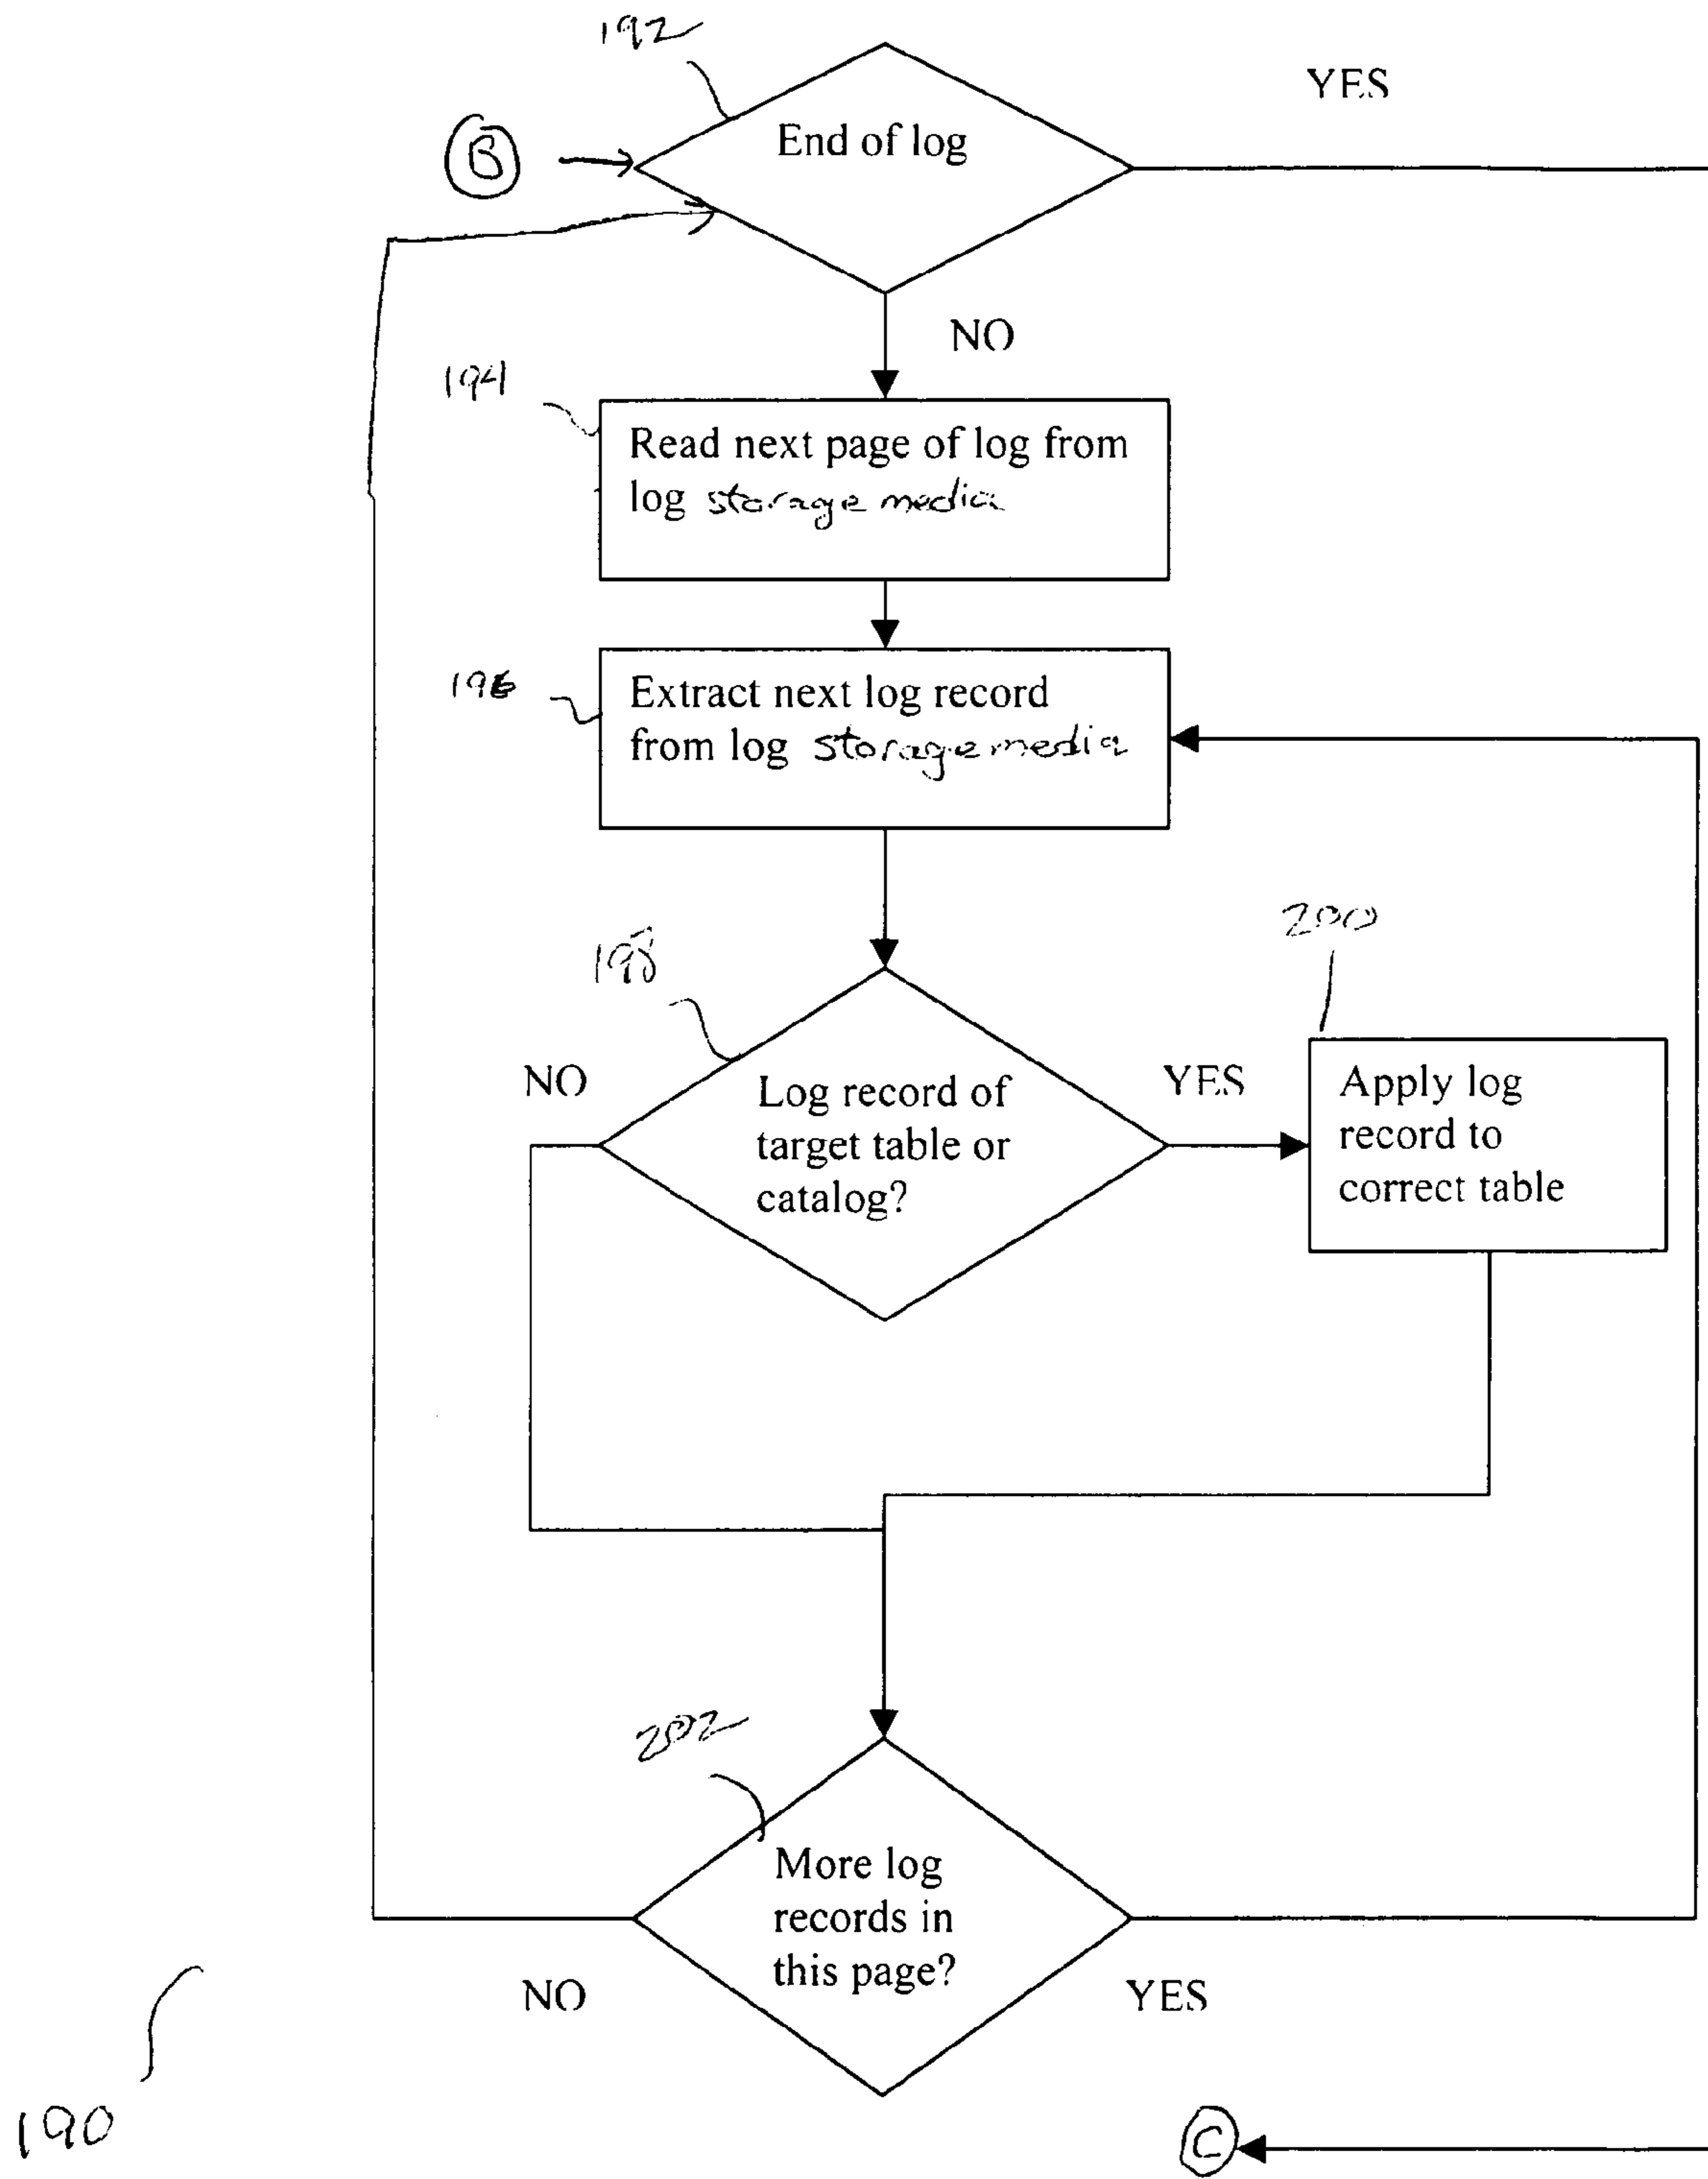 192
YES
B
End of log
NO
194
Read next page of log from
log storage media
196
Extract next log record
from log storage media
200
198
NO
YES
Log record of
target table or
catalog?
Apply log
record to
correct table
202
More log
records in
this page?
NO
YES
190
C